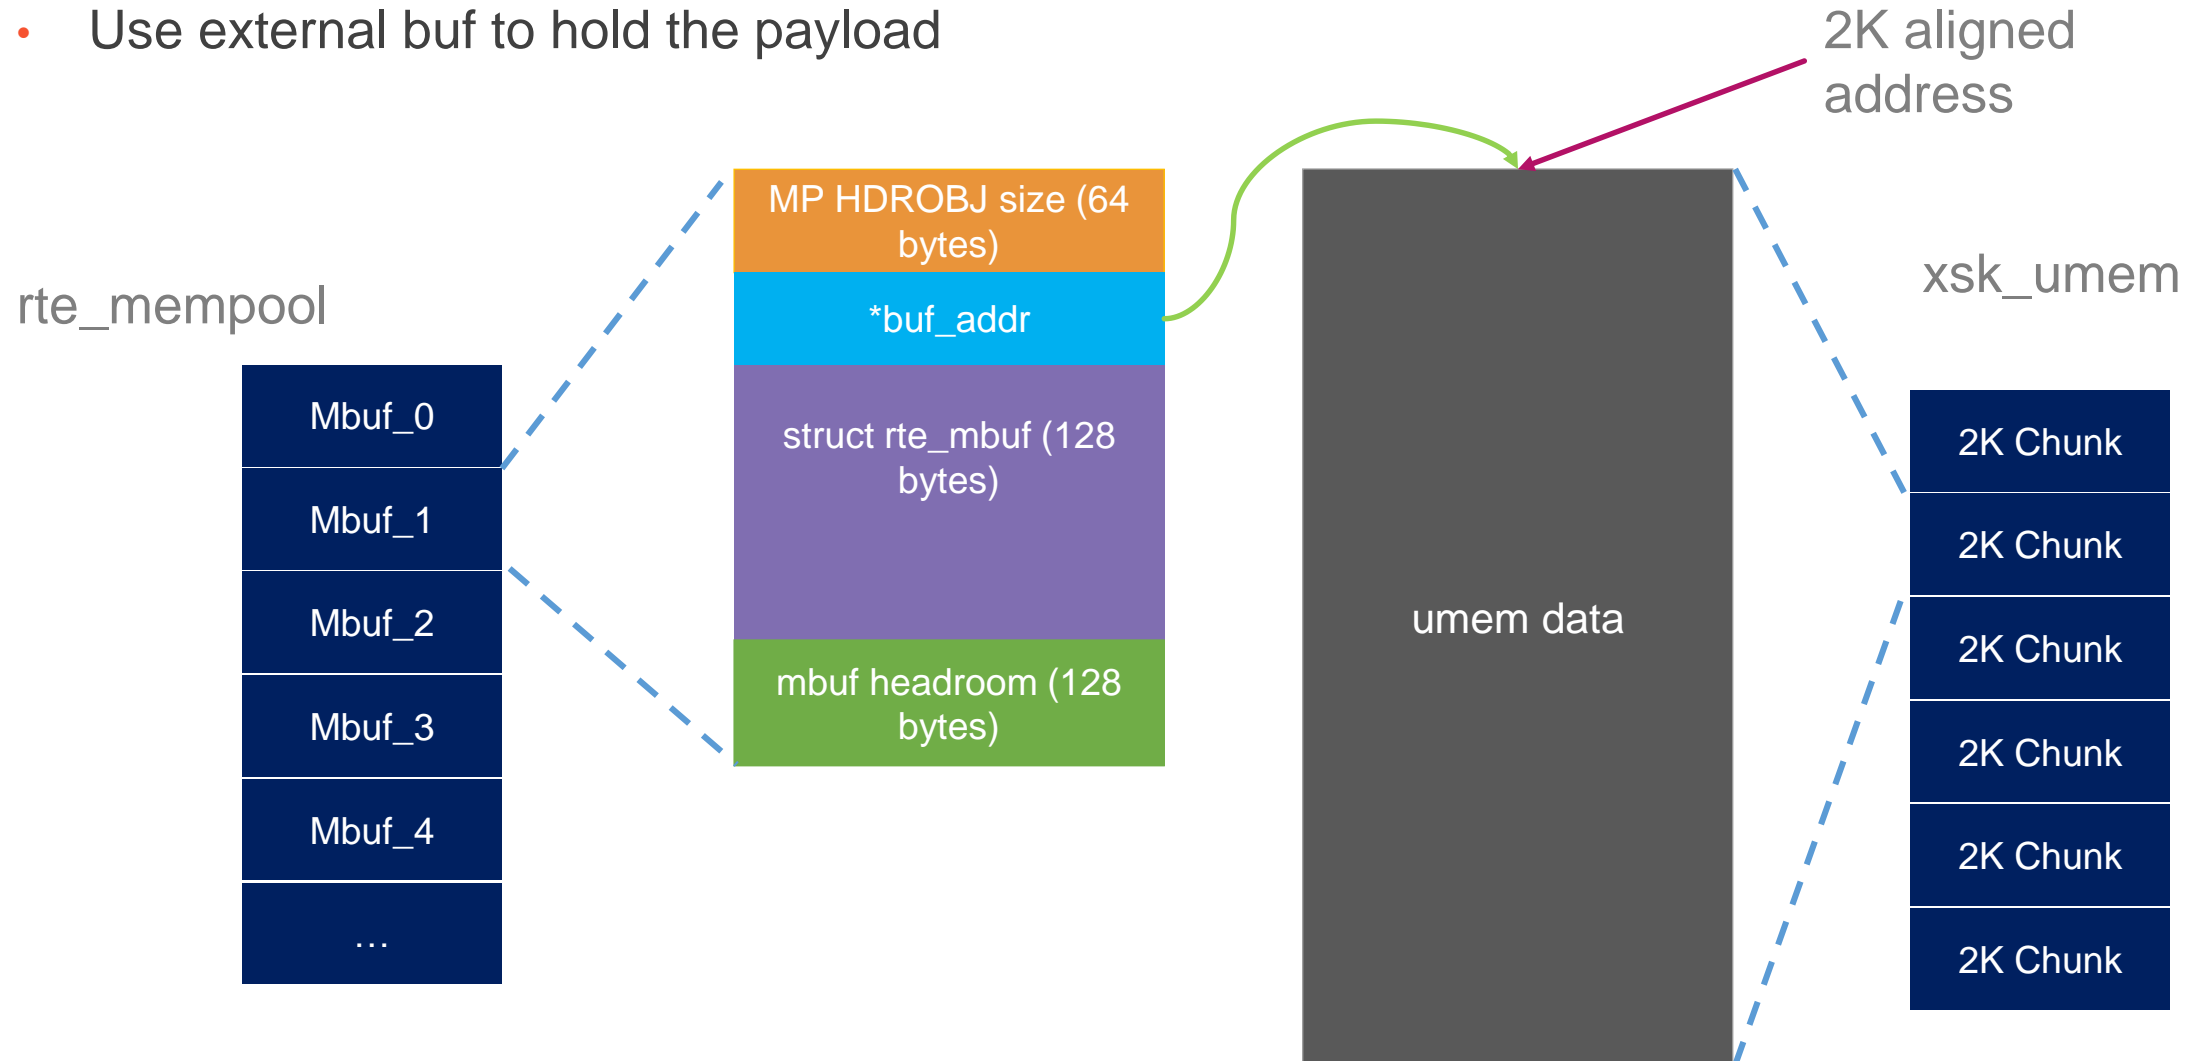 • Use external buf to hold the payload
2K aligned
address
rte_mempool
Mbuf_0
Mbuf_1
Mbuf_2
Mbuf_3
Mbuf_4
…
MP HDROBJ size (64
bytes)
*buf_addr
struct rte_mbuf (128
bytes)
mbuf headroom (128
bytes)
umem data
xsk_umem
2K Chunk
2K Chunk
2K Chunk
2K Chunk
2K Chunk
2K Chunk